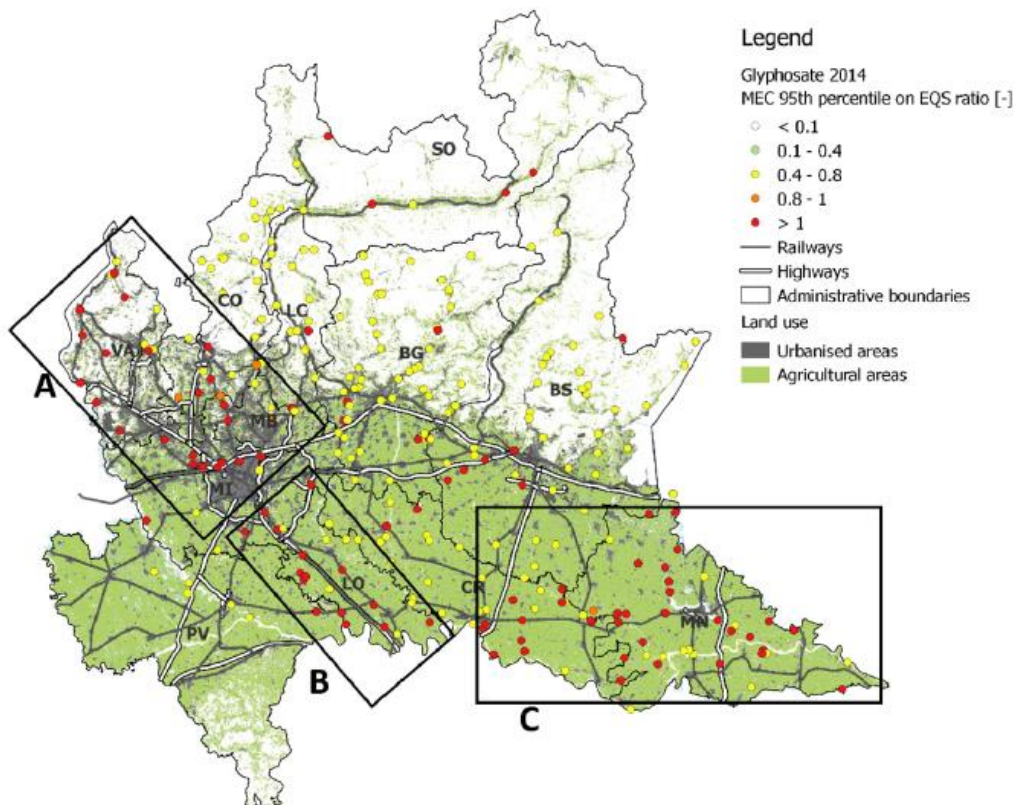 Legend
Glyphosate 2014
MEC 95th percentile on EQS ratio [-]
< 0.1
0.1 - 0.4
0.4 - 0.8
0.8 - 1
> 1
Railways
Highways
Administrative boundaries
Land use
Urbanised areas
Agricultural areas
SO
CO
LC
VA
BG
A
BS
MB
MI
LO
CR
MN
PV
B
C